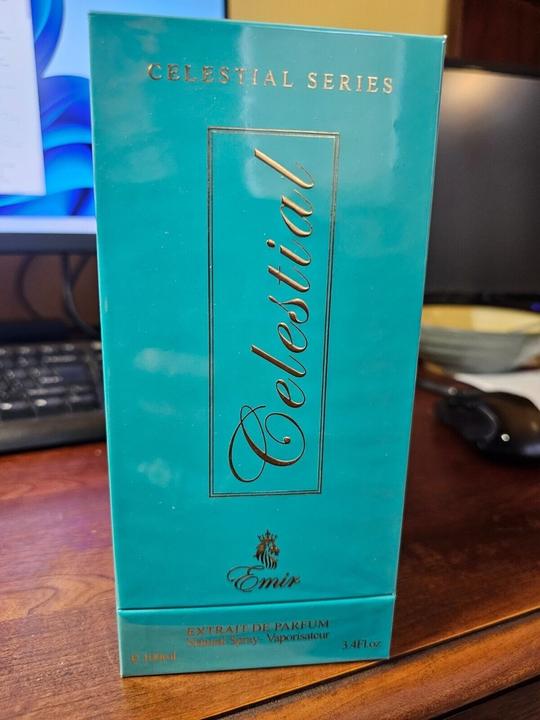 CELESTIAL SERIES
Celestial
Emir
EXTRAIT DE PARFUM
Natural Spray Vaporisateur
e 100ml
3.4Fl.oz